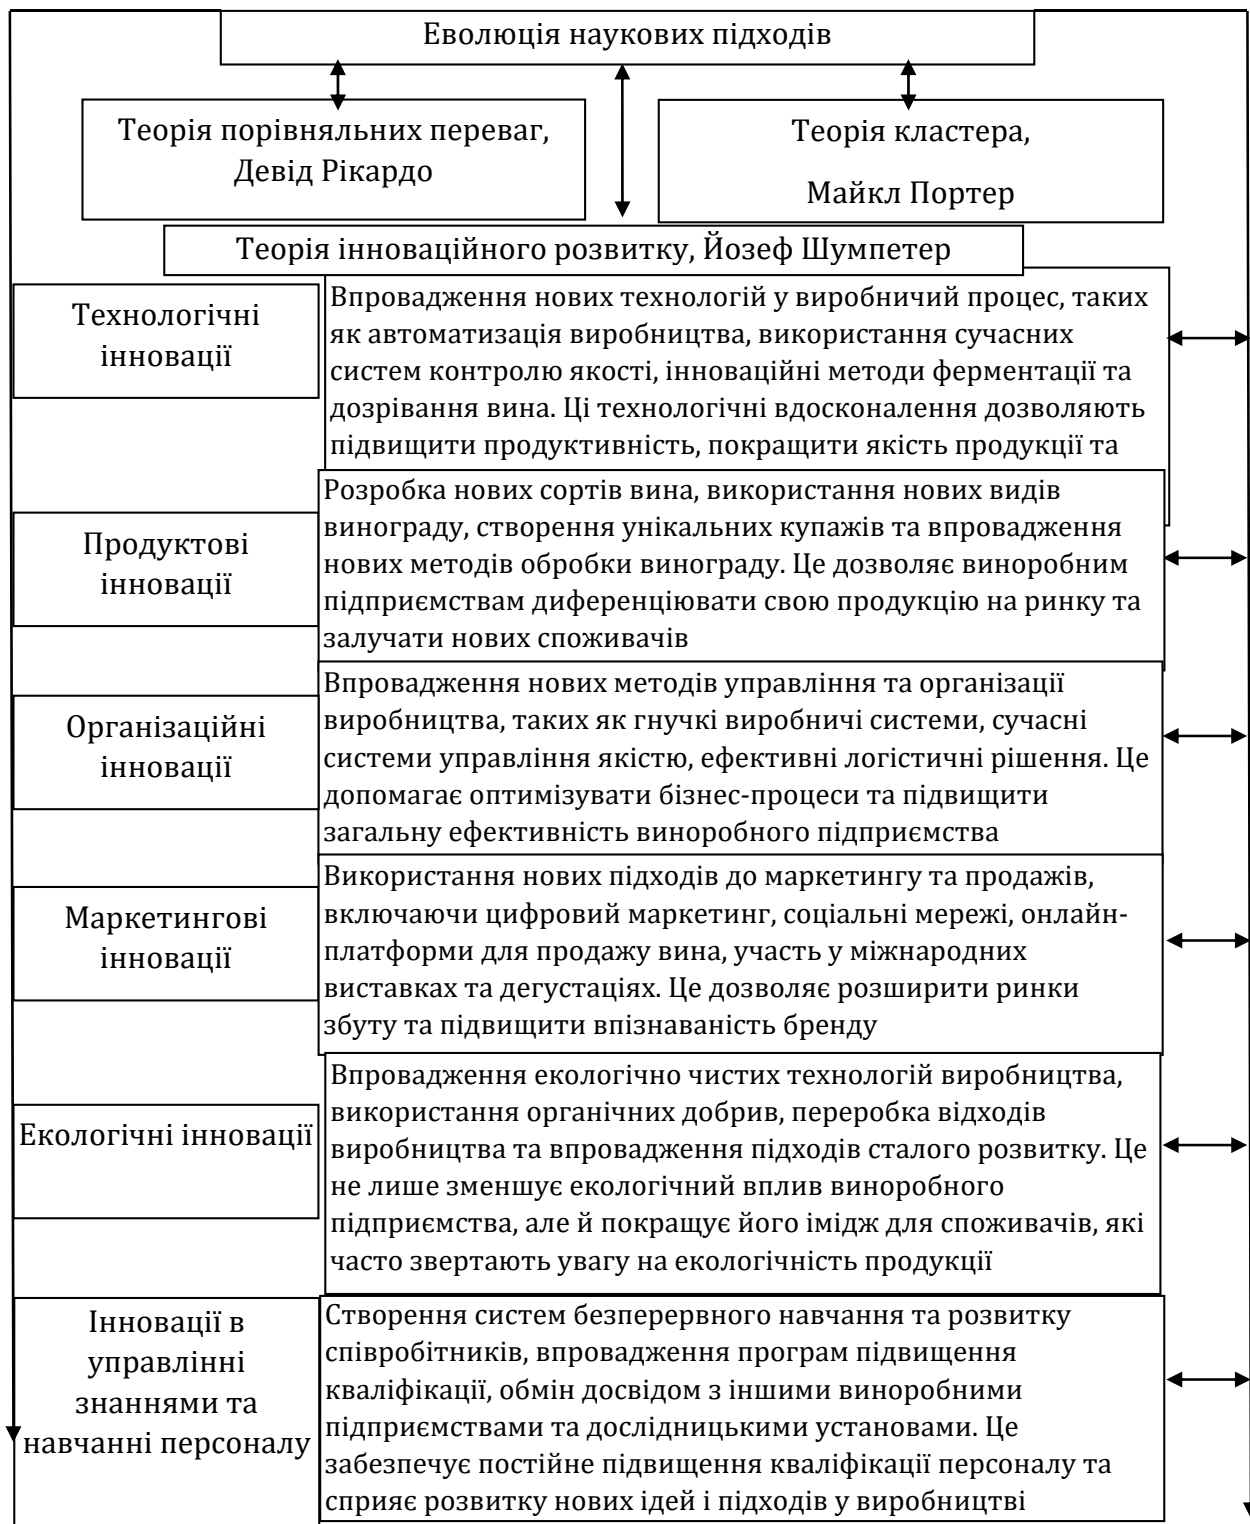 Еволюція наукових підходів
Теорія порівняльних переваг,
Девід Рікардо
Теорія кластера,
Майкл Портер
Теорія інноваційного розвитку, Йозеф Шумпетер
Технологічні
інновації
Впровадження нових технологій у виробничий процес, таких
як автоматизація виробництва, використання сучасних
систем контролю якості, інноваційні методи ферментації та
дозрівання вина. Ці технологічні вдосконалення дозволяють
підвищити продуктивність, покращити якість продукції та
Продуктові
інновації
Розробка нових сортів вина, використання нових видів
винограду, створення унікальних купажів та впровадження
нових методів обробки винограду. Це дозволяє виноробним
підприємствам диференціювати свою продукцію на ринку та
залучати нових споживачів
Організаційні
інновації
Впровадження нових методів управління та організації
виробництва, таких як гнучкі виробничі системи, сучасні
системи управління якістю, ефективні логістичні рішення. Це
допомагає оптимізувати бізнес-процеси та підвищити
загальну ефективність виноробного підприємства
Маркетингові
інновації
Використання нових підходів до маркетингу та продажів,
включаючи цифровий маркетинг, соціальні мережі, онлайн-
платформи для продажу вина, участь у міжнародних
виставках та дегустаціях. Це дозволяє розширити ринки
збуту та підвищити впізнаваність бренду
Екологічні інновації
Впровадження екологічно чистих технологій виробництва,
використання органічних добрив, переробка відходів
виробництва та впровадження підходів сталого розвитку. Це
не лише зменшує екологічний вплив виноробного
підприємства, але й покращує його імідж для споживачів, які
часто звертають увагу на екологічність продукції
Інновації в
управлінні
знаннями та
навчанні персоналу
Створення систем безперервного навчання та розвитку
співробітників, впровадження програм підвищення
кваліфікації, обмін досвідом з іншими виноробними
підприємствами та дослідницькими установами. Це
забезпечує постійне підвищення кваліфікації персоналу та
сприяє розвитку нових ідей і підходів у виробництві